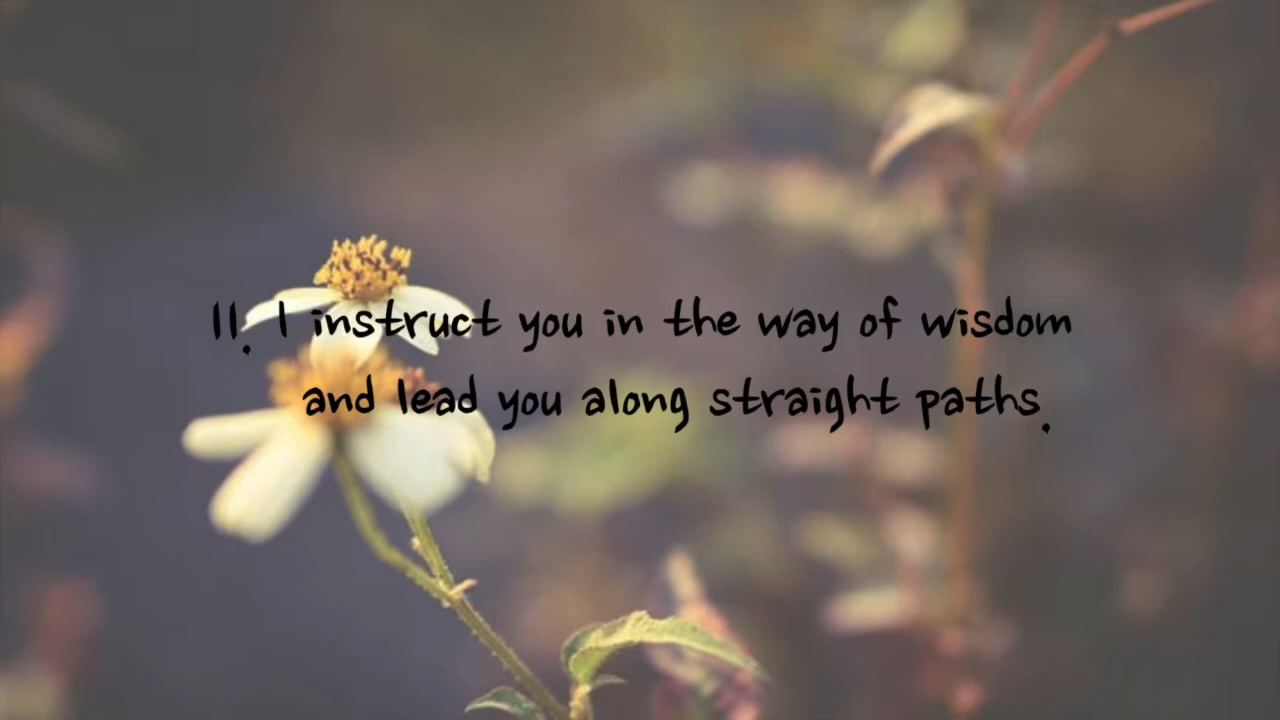 11. I instruct you in the way of wisdom
and lead you along straight paths.